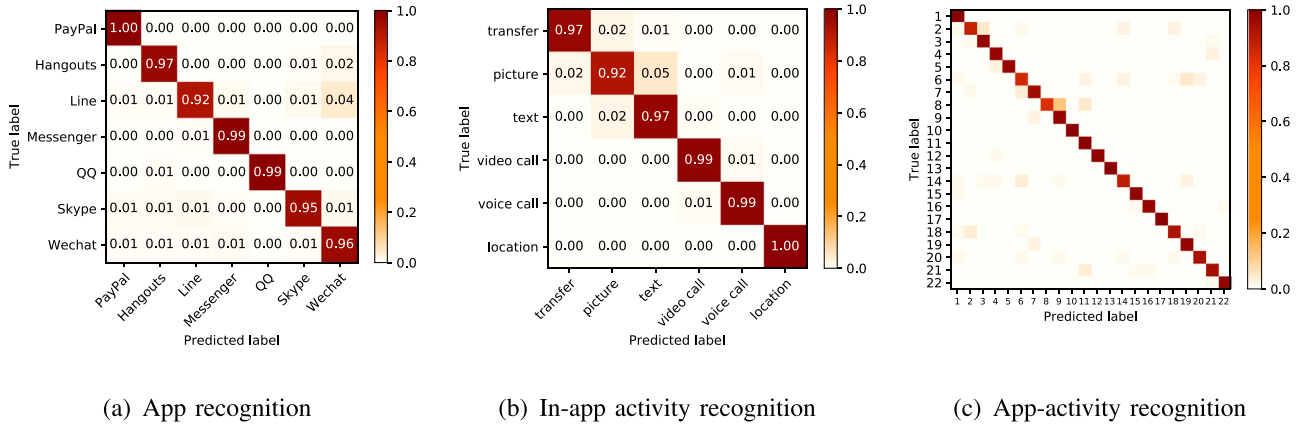 PayPal 1.00 0.00 0.00 0.00 0.00 0.00 0.00
Hangouts 0.00 0.97 0.00 0.00 0.00 0.01 0.02
Line 0.01 0.01 0.92 0.01 0.00 0.01 0.04
Messenger 0.00 0.00 0.01 0.99 0.00 0.00 0.00
QQ 0.00 0.01 0.00 0.00 0.99 0.00 0.00
Skype 0.01 0.01 0.01 0.00 0.00 0.95 0.01
Wechat 0.01 0.01 0.01 0.01 0.00 0.01 0.96
True label
PayPal Hangouts Line Messenger QQ Skype Wechat
Predicted label
1.0
0.8
0.6
0.4
0.2
0.0
(a) App recognition
transfer 0.97 0.02 0.01 0.00 0.00 0.00
picture 0.02 0.92 0.05 0.00 0.01 0.00
text 0.00 0.02 0.97 0.00 0.00 0.00
video call 0.00 0.00 0.00 0.99 0.01 0.00
voice call 0.00 0.00 0.00 0.01 0.99 0.00
location 0.00 0.00 0.00 0.00 0.00 1.00
True label
transfer picture text video call voice call location
Predicted label
1.0
0.8
0.6
0.4
0.2
0.0
(b) In-app activity recognition
1
2
3
4
5
6
7
8
9
10
11
12
13
14
15
16
17
18
19
20
21
22
True label
1 2 3 4 5 6 7 8 9 10 11 12 13 14 15 16 17 18 19 20 21 22
Predicted label
1.0
0.8
0.6
0.4
0.2
0.0
(c) App-activity recognition